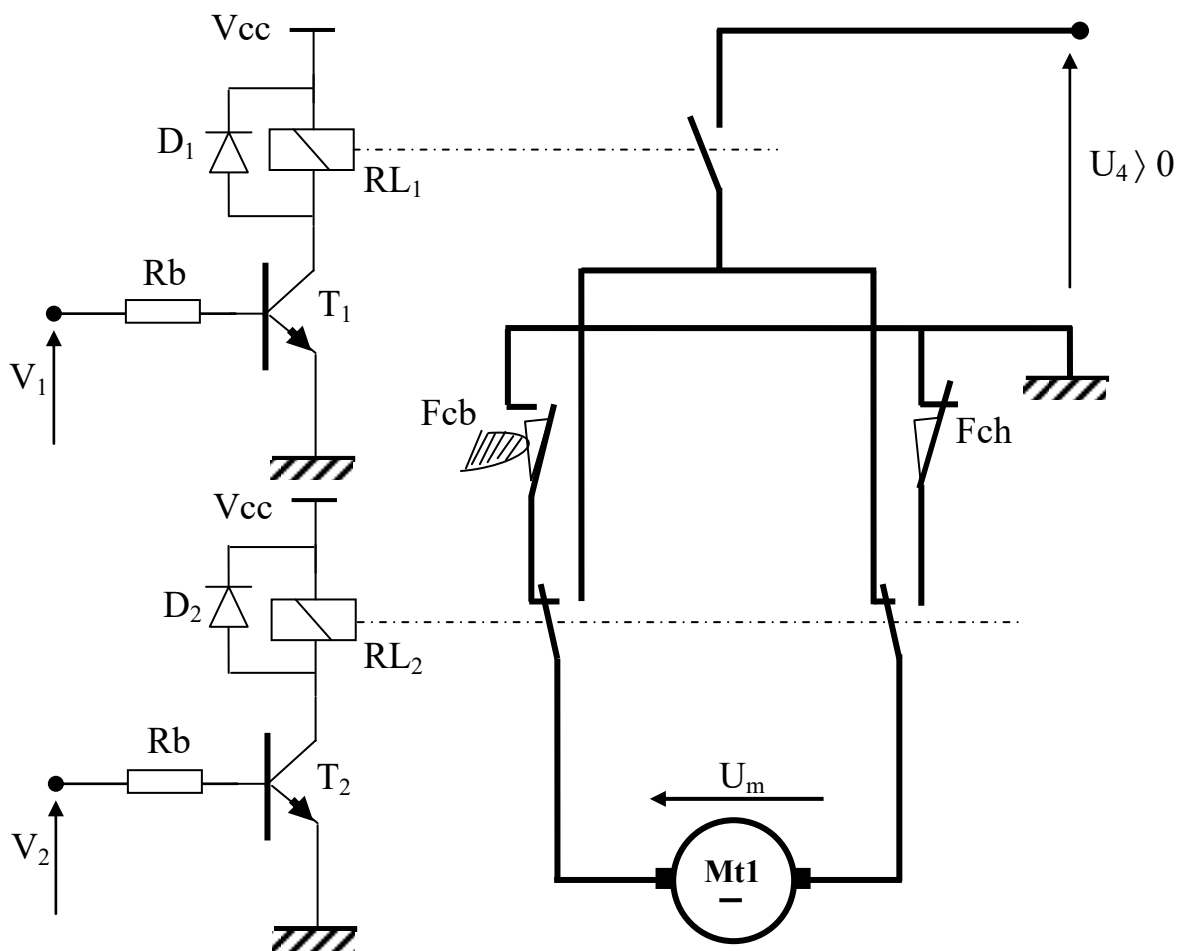 Vcc
D₁
RL₁
U₄ ⟩ 0
Rb
T₁
V₁
Fcb
Fch
Vcc
D₂
RL₂
Rb
T₂
Uₘ
V₂
Mt1